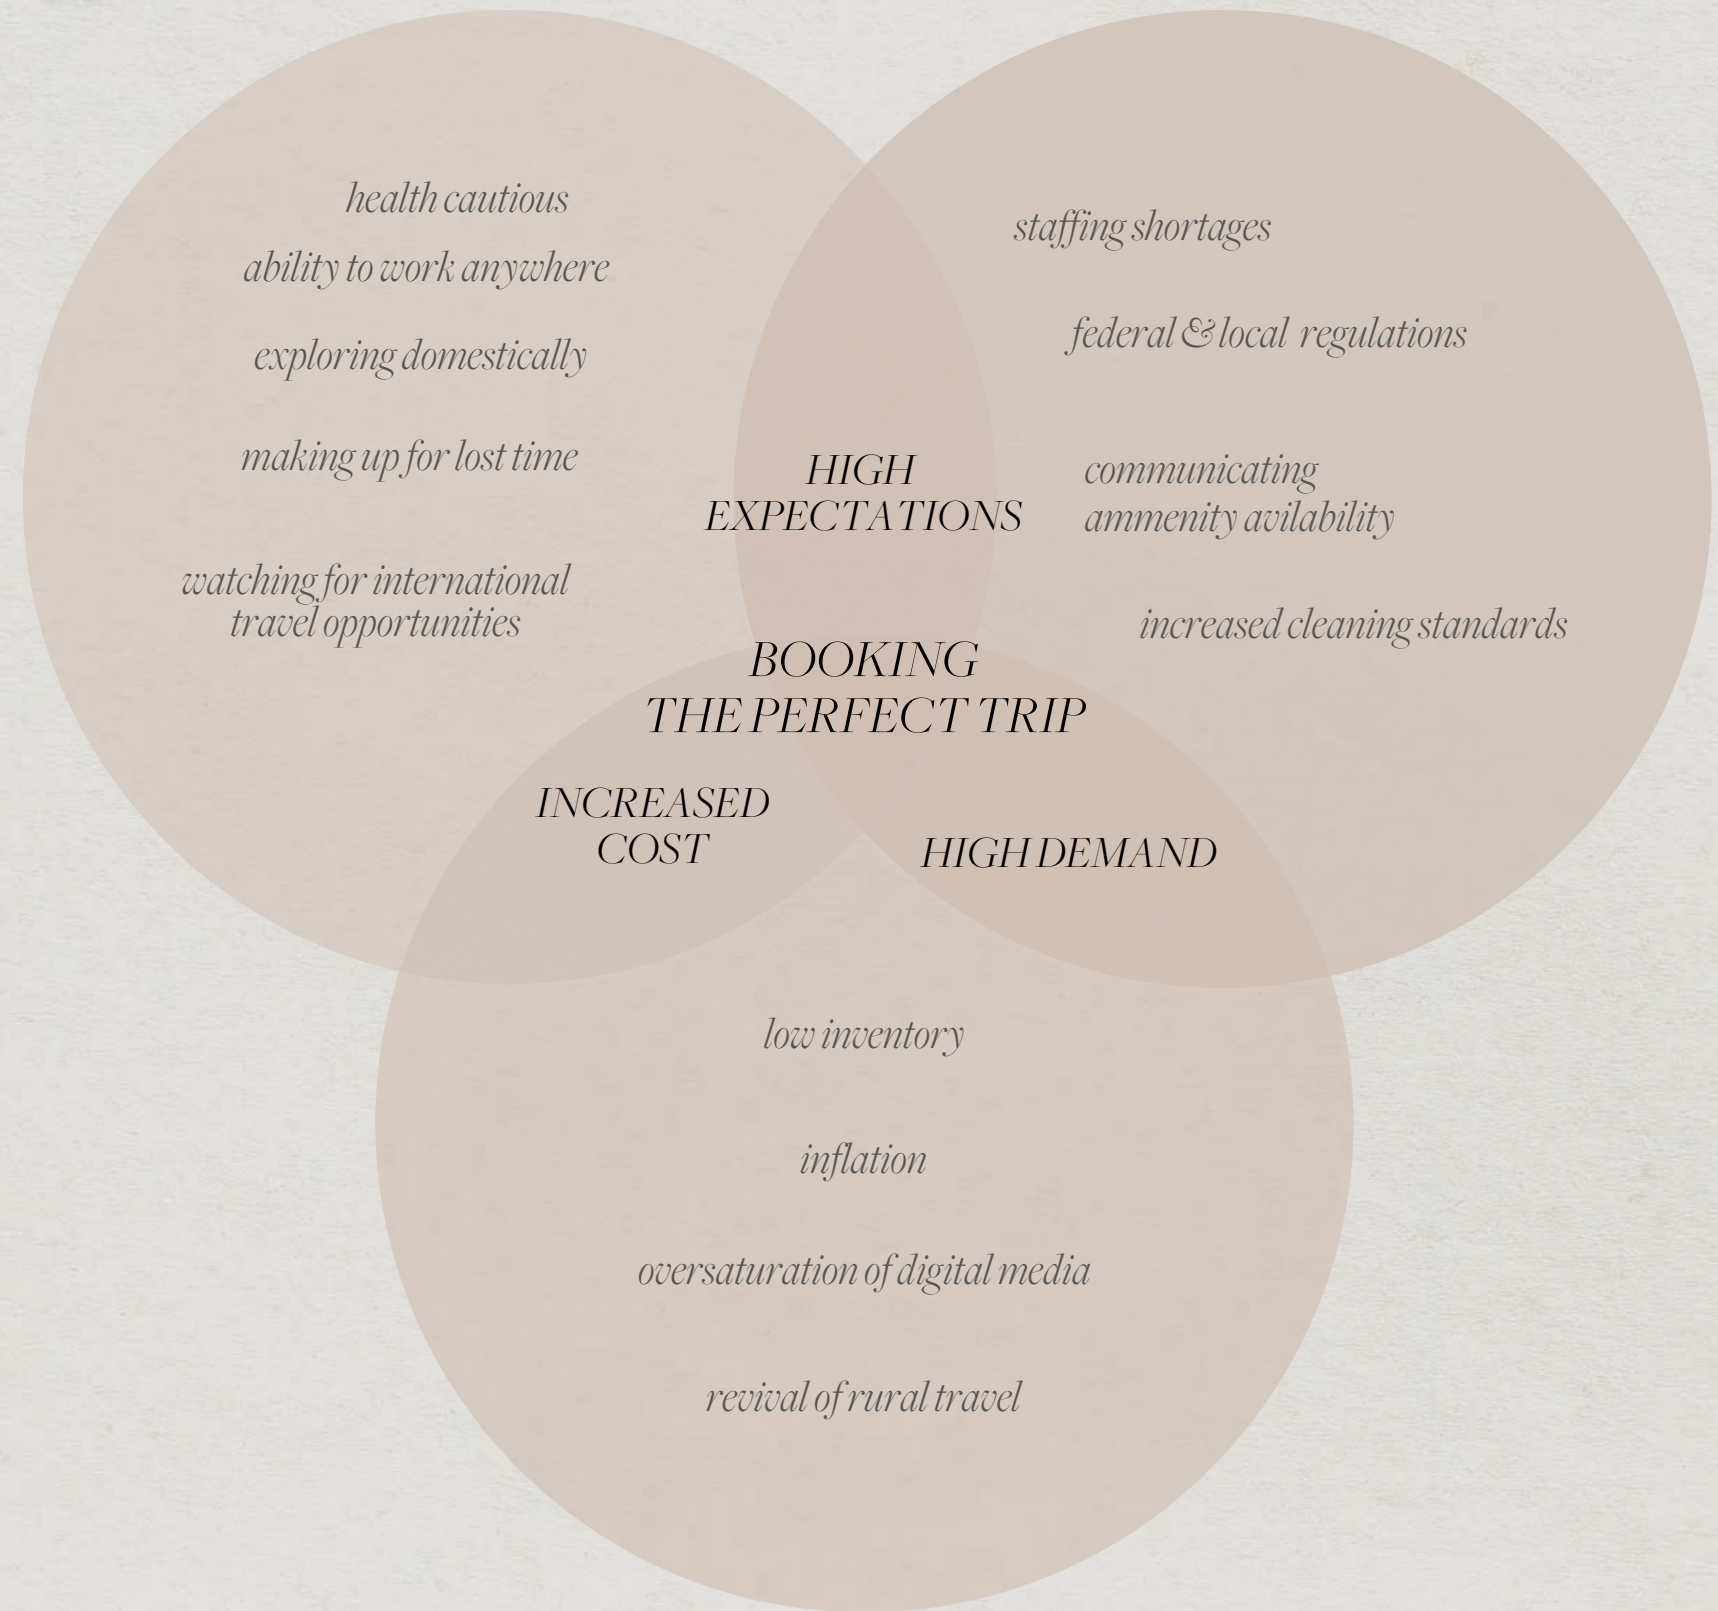 health cautious
ability to work anywhere
exploring domestically
making up for lost time
watching for international
travel opportunities
staffing shortages
federal & local regulations
communicating
ammenity avilability
increased cleaning standards
HIGH
EXPECTATIONS
BOOKING
THE PERFECT TRIP
INCREASED
COST
HIGH DEMAND
low inventory
inflation
oversaturation of digital media
revival of rural travel